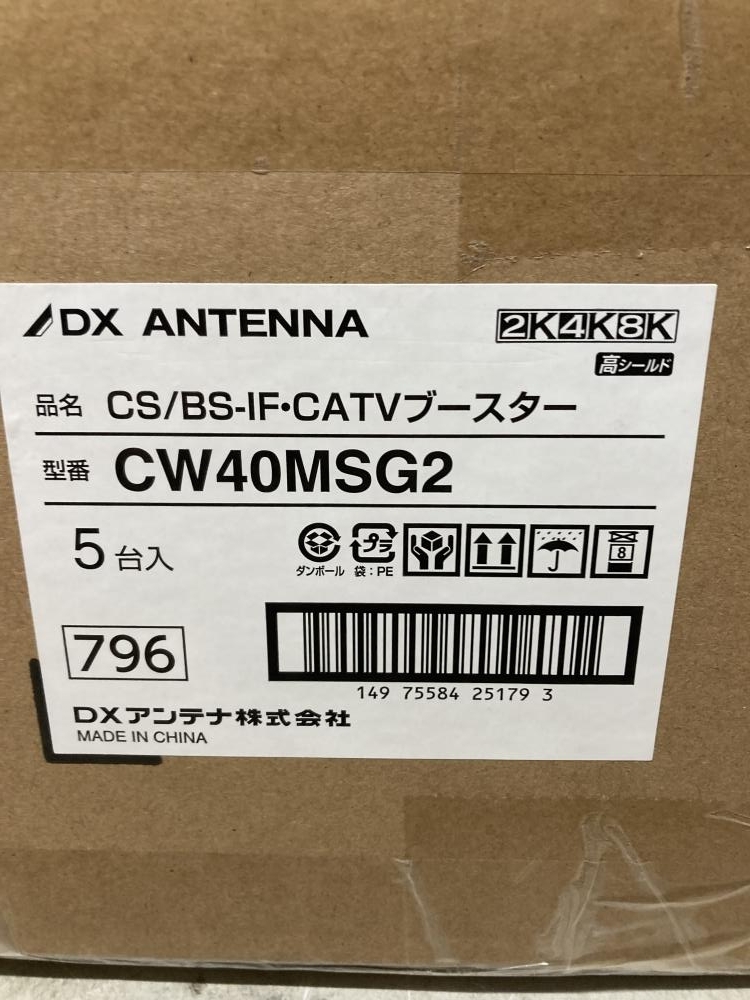 DX ANTENNA
2K4K8K
高シールド
品名 CS/BS-IF･CATVブースター
型番 CW40MSG2
5台入
プラ
8
ダンボール 袋:PE
796
149 75584 25179 3
DXアンテナ株式会社
MADE IN CHINA